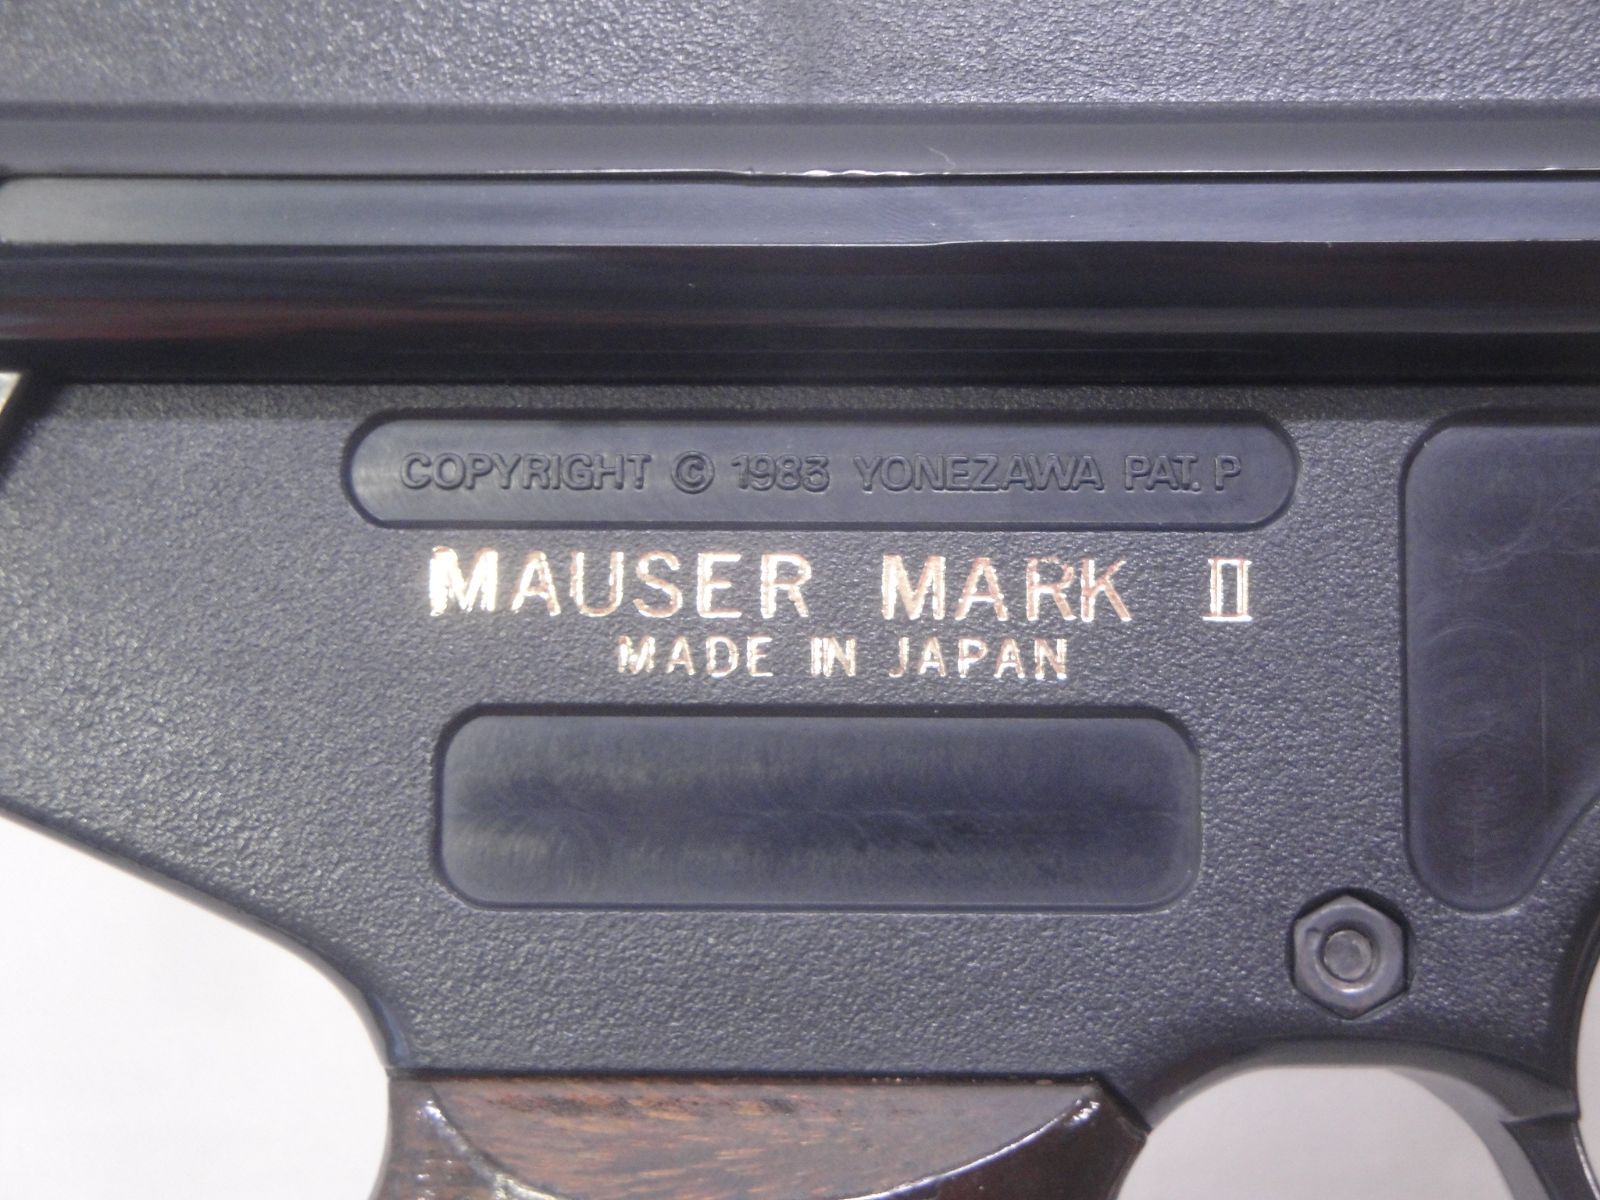 COPYRIGHT © 1983 YONEZAWA PAT. P
MAUSER MARK II
MADE IN JAPAN